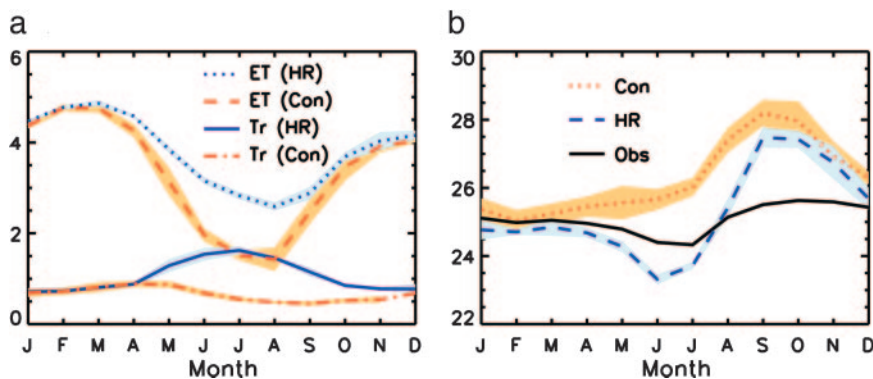 a
6
4
2
0
ET (HR)
ET (Con)
Tr (HR)
Tr (Con)
J F M A M J J A S O N D
Month
b
30
28
26
24
22
Con
HR
Obs
J F M A M J J A S O N D
Month